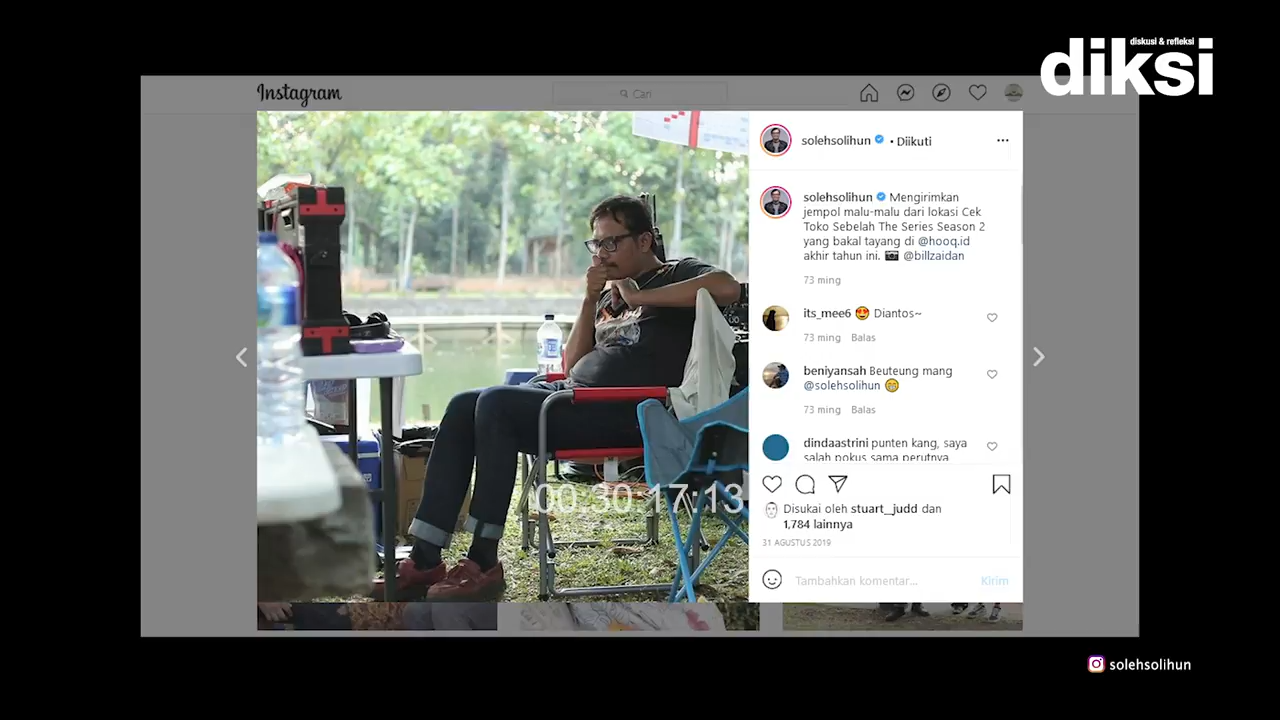 diskusi & refleksi
diksi
Instagram
Cari
solehsolihun • Diikuti
solehsolihun Mengirimkan
jempol malu-malu dari lokasi Cek
Toko Sebelah The Series Season 2
yang bakal tayang di @hooq.id
akhir tahun ini. 📷 @billzaidan
73 ming
its_mee6 😍 Diantos~
73 ming Balas
beniyansah Beuteung mang
@solehsolihun 😁
73 ming Balas
dindaastrini punten kang, saya
salah pokus sama perutnya
00:30:17:13
Disukai oleh stuart_judd dan
1,784 lainnya
31 AGUSTUS 2019
Tambahkan komentar...
Kirim
solehsolihun